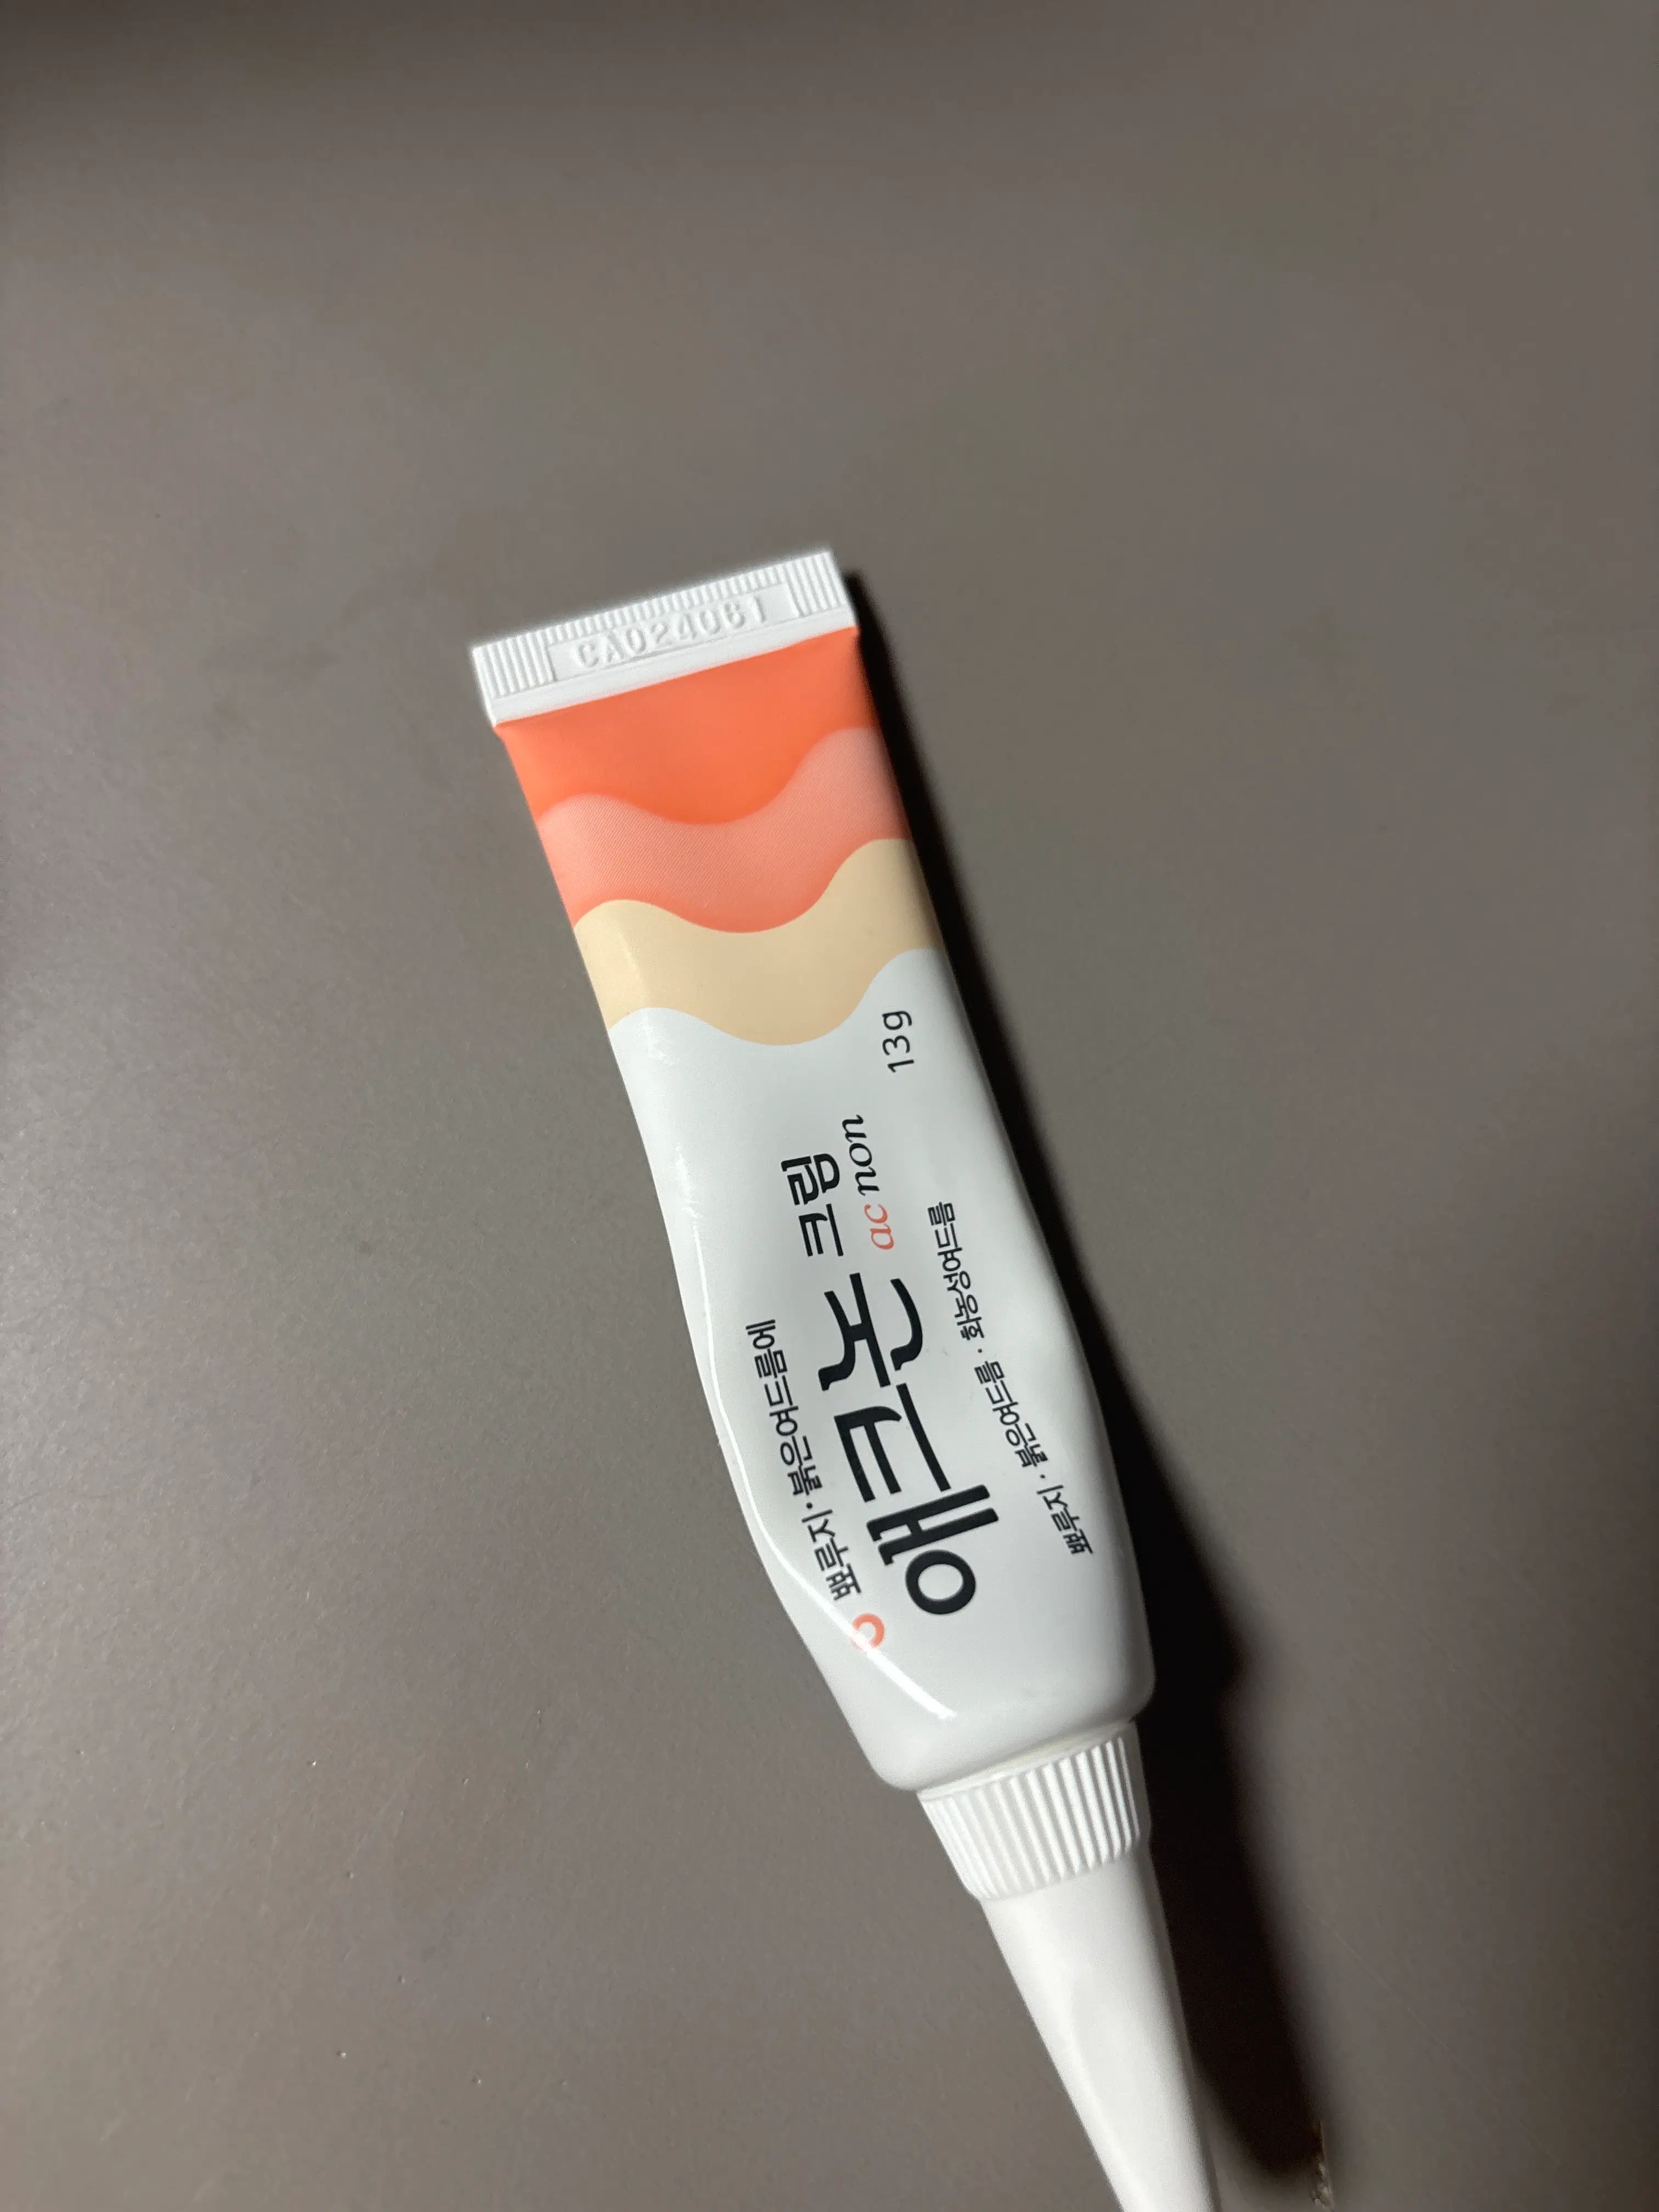 CA024061
뾰루지·붉은여드름에
애크논 크림
ac non
13g
뾰루지·붉은여드름·화농성여드름